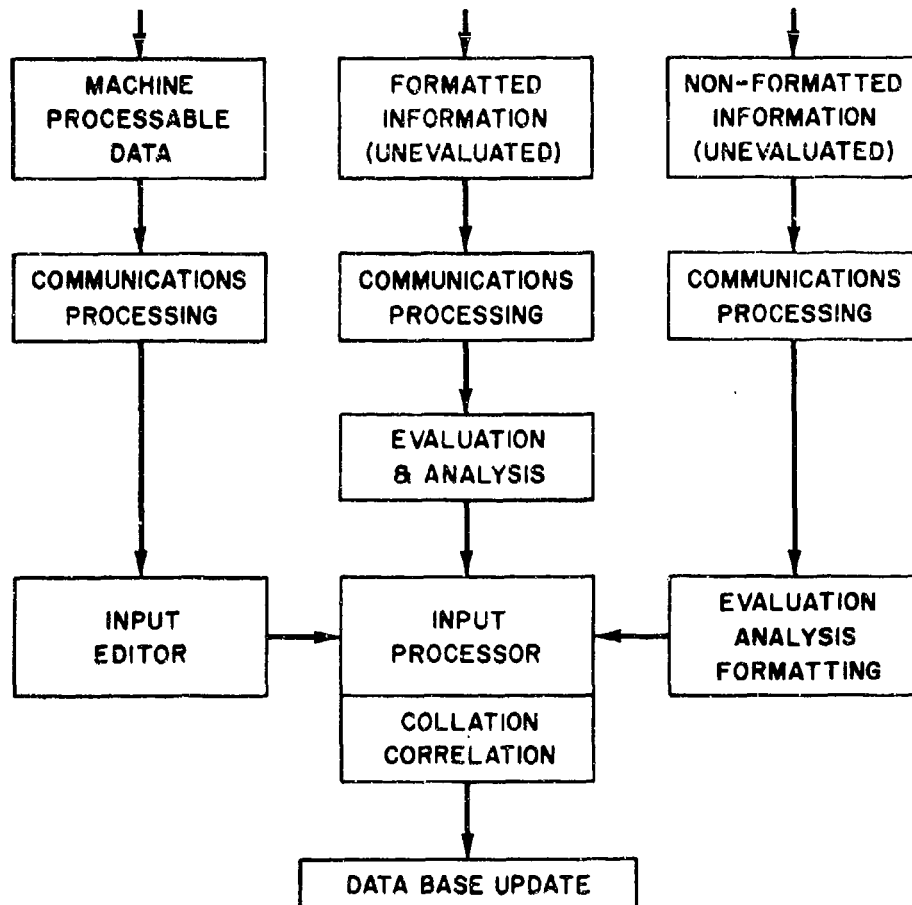 MACHINE
PROCESSABLE
DATA
FORMATTED
INFORMATION
(UNEVALUATED)
NON-FORMATTED
INFORMATION
(UNEVALUATED)
COMMUNICATIONS
PROCESSING
COMMUNICATIONS
PROCESSING
COMMUNICATIONS
PROCESSING
EVALUATION
& ANALYSIS
INPUT
EDITOR
INPUT
PROCESSOR
EVALUATION
ANALYSIS
FORMATTING
COLLATION
CORRELATION
DATA BASE UPDATE